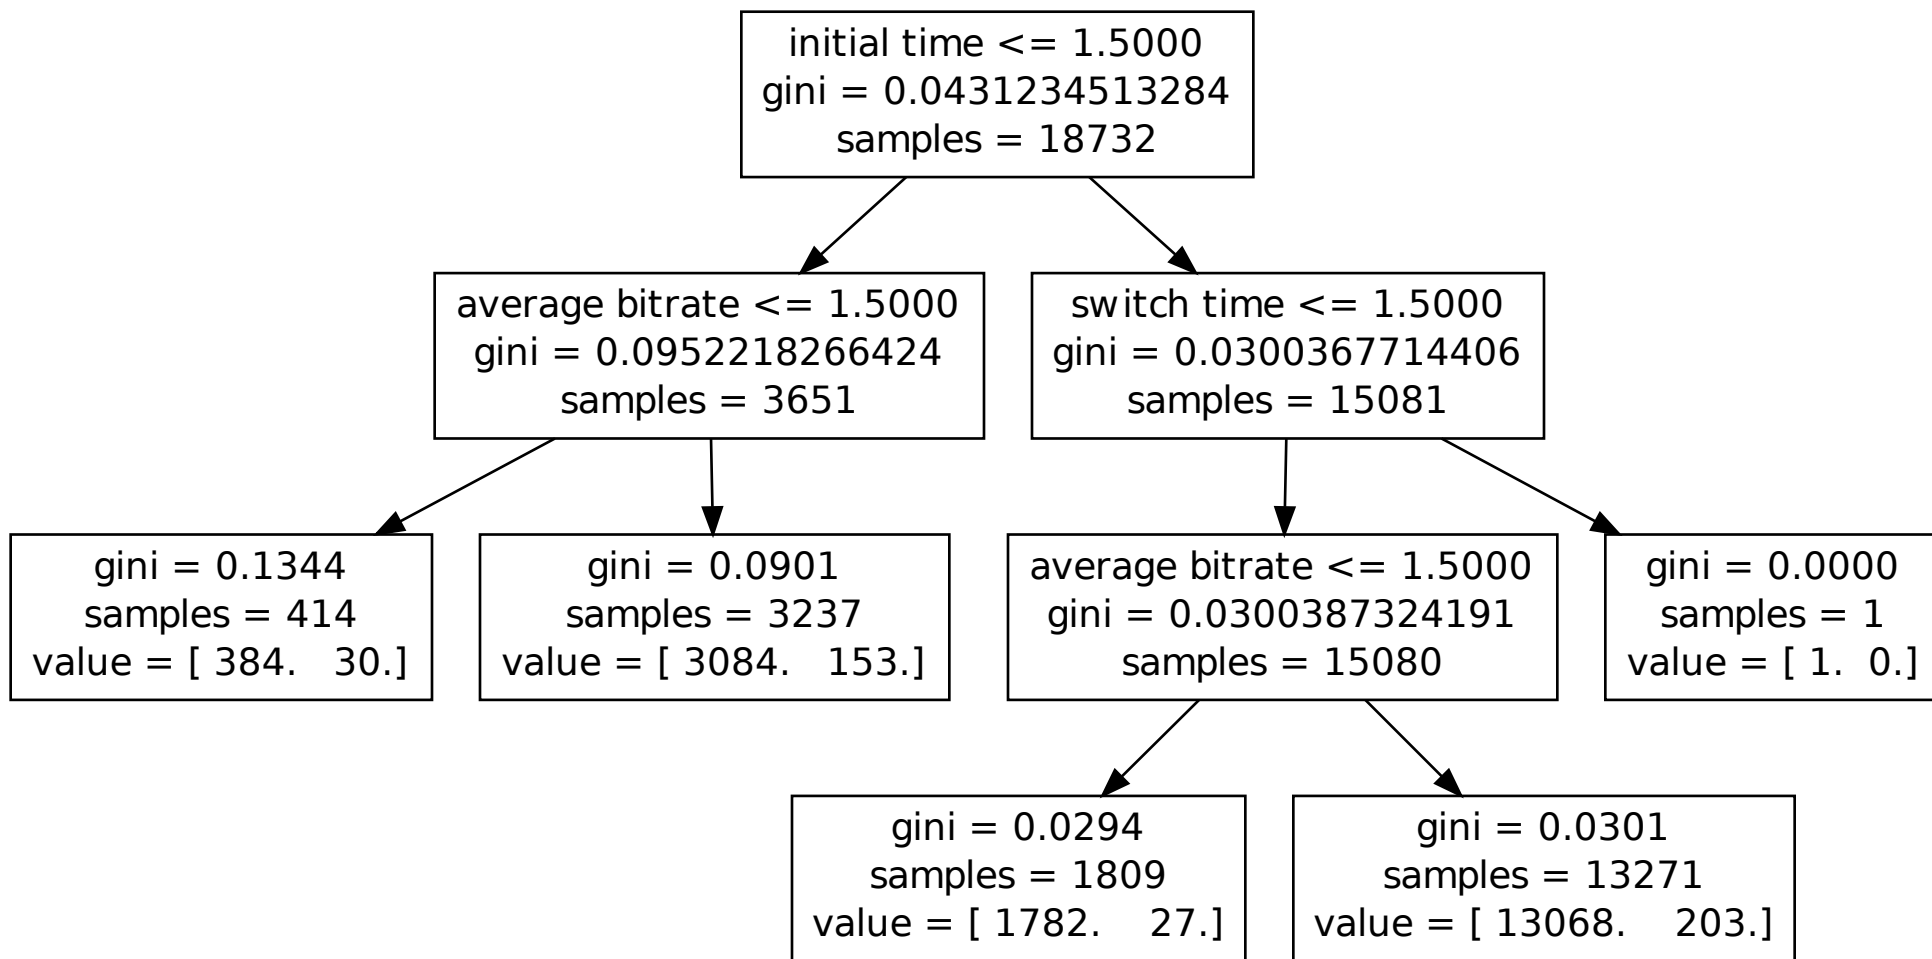 initial time <= 1.5000
gini = 0.0431234513284
samples = 18732
average bitrate <= 1.5000
gini = 0.0952218266424
samples = 3651
switch time <= 1.5000
gini = 0.0300367714406
samples = 15081
gini = 0.1344
samples = 414
value = [ 384.   30.]
gini = 0.0901
samples = 3237
value = [ 3084.   153.]
average bitrate <= 1.5000
gini = 0.0300387324191
samples = 15080
gini = 0.0000
samples = 1
value = [ 1.  0.]
gini = 0.0294
samples = 1809
value = [ 1782.    27.]
gini = 0.0301
samples = 13271
value = [ 13068.    203.]